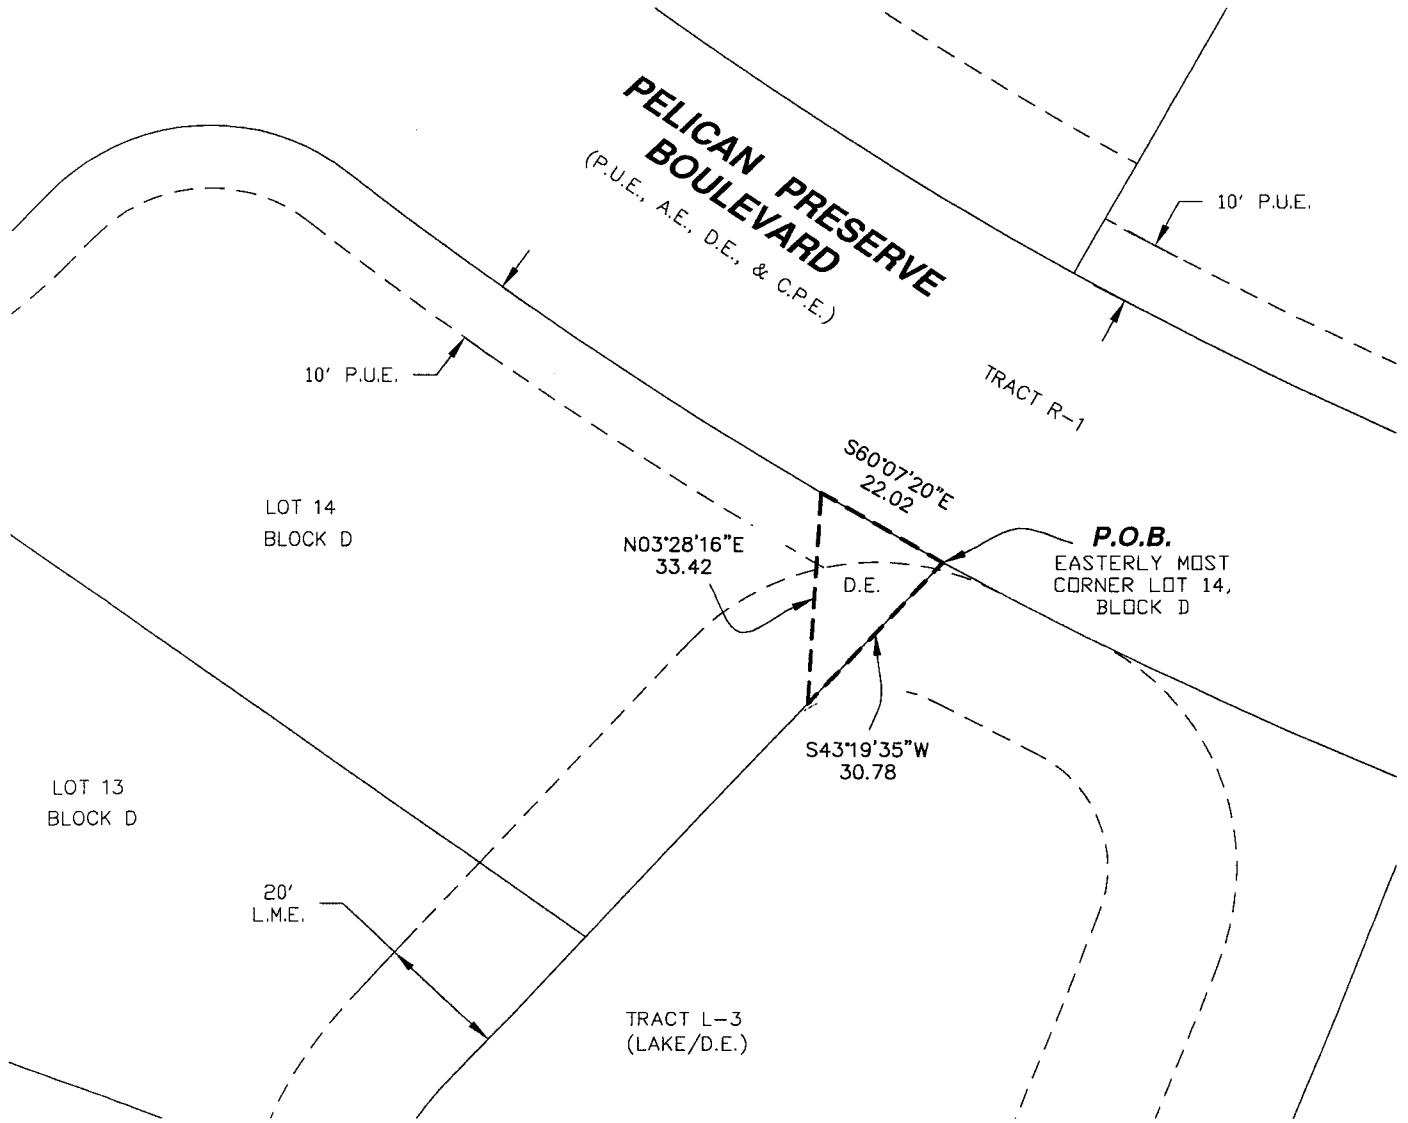 PELICAN PRESERVE
BOULEVARD
(P.U.E., A.E., D.E., & C.P.E.)
10' P.U.E.
TRACT R-1
10' P.U.E.
S60°07'20"E
22.02
LOT 14
BLOCK D
N03°28'16"E
33.42
D.E.
P.O.B.
EASTERLY MOST
CORNER LOT 14,
BLOCK D
S43°19'35"W
30.78
LOT 13
BLOCK D
20'
L.M.E.
TRACT L-3
(LAKE/D.E.)